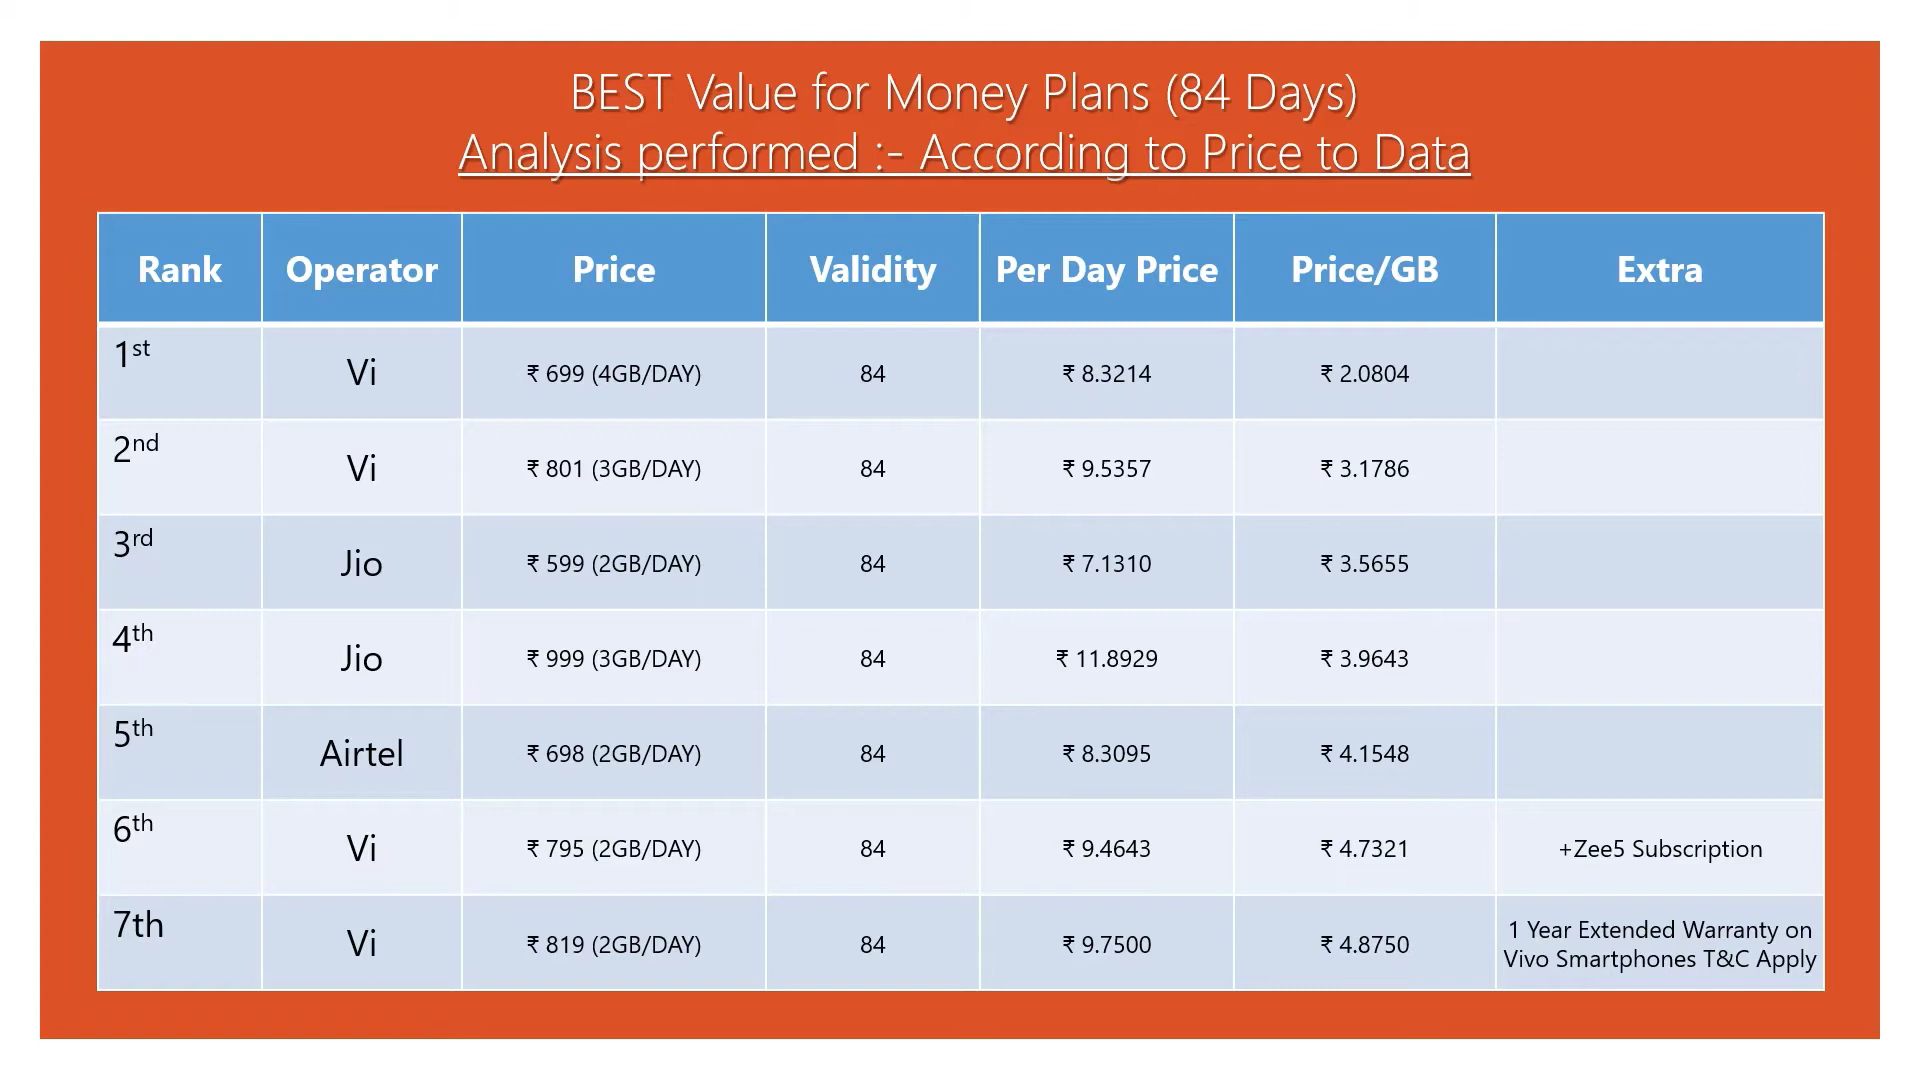 BEST Value for Money Plans (84 Days)
Analysis performed :- According to Price to Data
Rank Operator Price Validity Per Day Price Price/GB Extra
1st Vi ₹ 699 (4GB/DAY) 84 ₹ 8.3214 ₹ 2.0804
2nd Vi ₹ 801 (3GB/DAY) 84 ₹ 9.5357 ₹ 3.1786
3rd Jio ₹ 599 (2GB/DAY) 84 ₹ 7.1310 ₹ 3.5655
4th Jio ₹ 999 (3GB/DAY) 84 ₹ 11.8929 ₹ 3.9643
5th Airtel ₹ 698 (2GB/DAY) 84 ₹ 8.3095 ₹ 4.1548
6th Vi ₹ 795 (2GB/DAY) 84 ₹ 9.4643 ₹ 4.7321 +Zee5 Subscription
7th Vi ₹ 819 (2GB/DAY) 84 ₹ 9.7500 ₹ 4.8750 1 Year Extended Warranty on
Vivo Smartphones T&C Apply